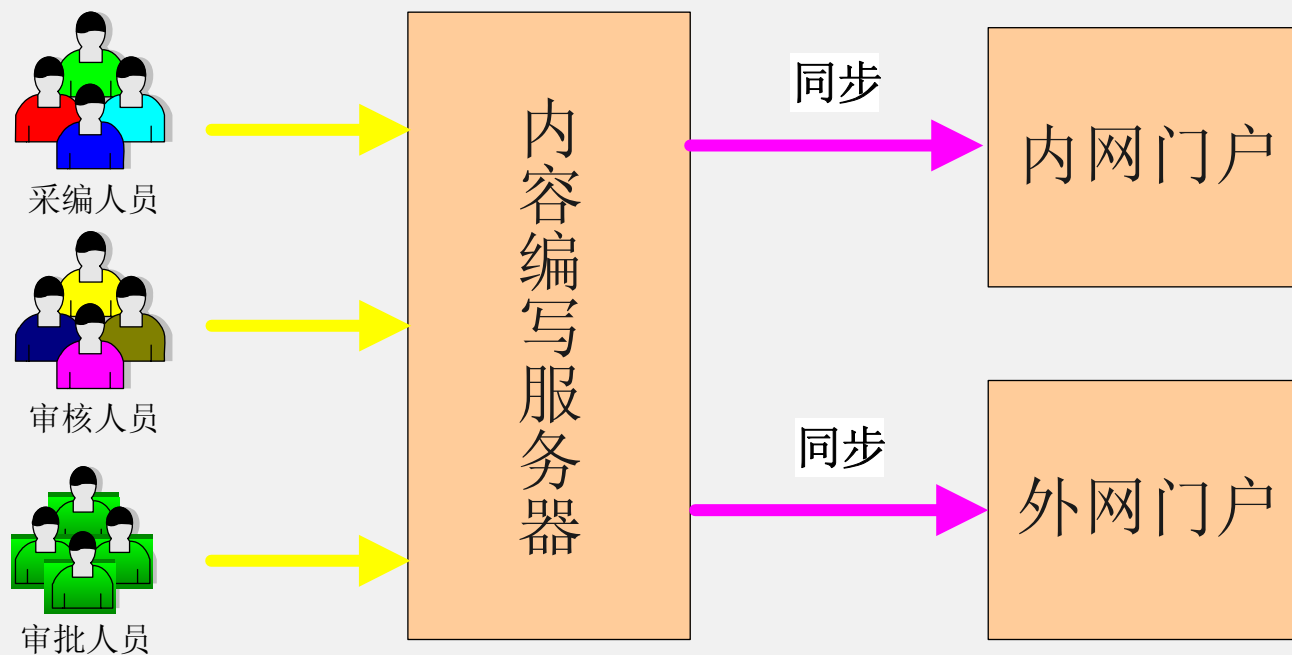 采编人员
审核人员
审批人员
内容编写服务器
同步
内网门户
同步
外网门户